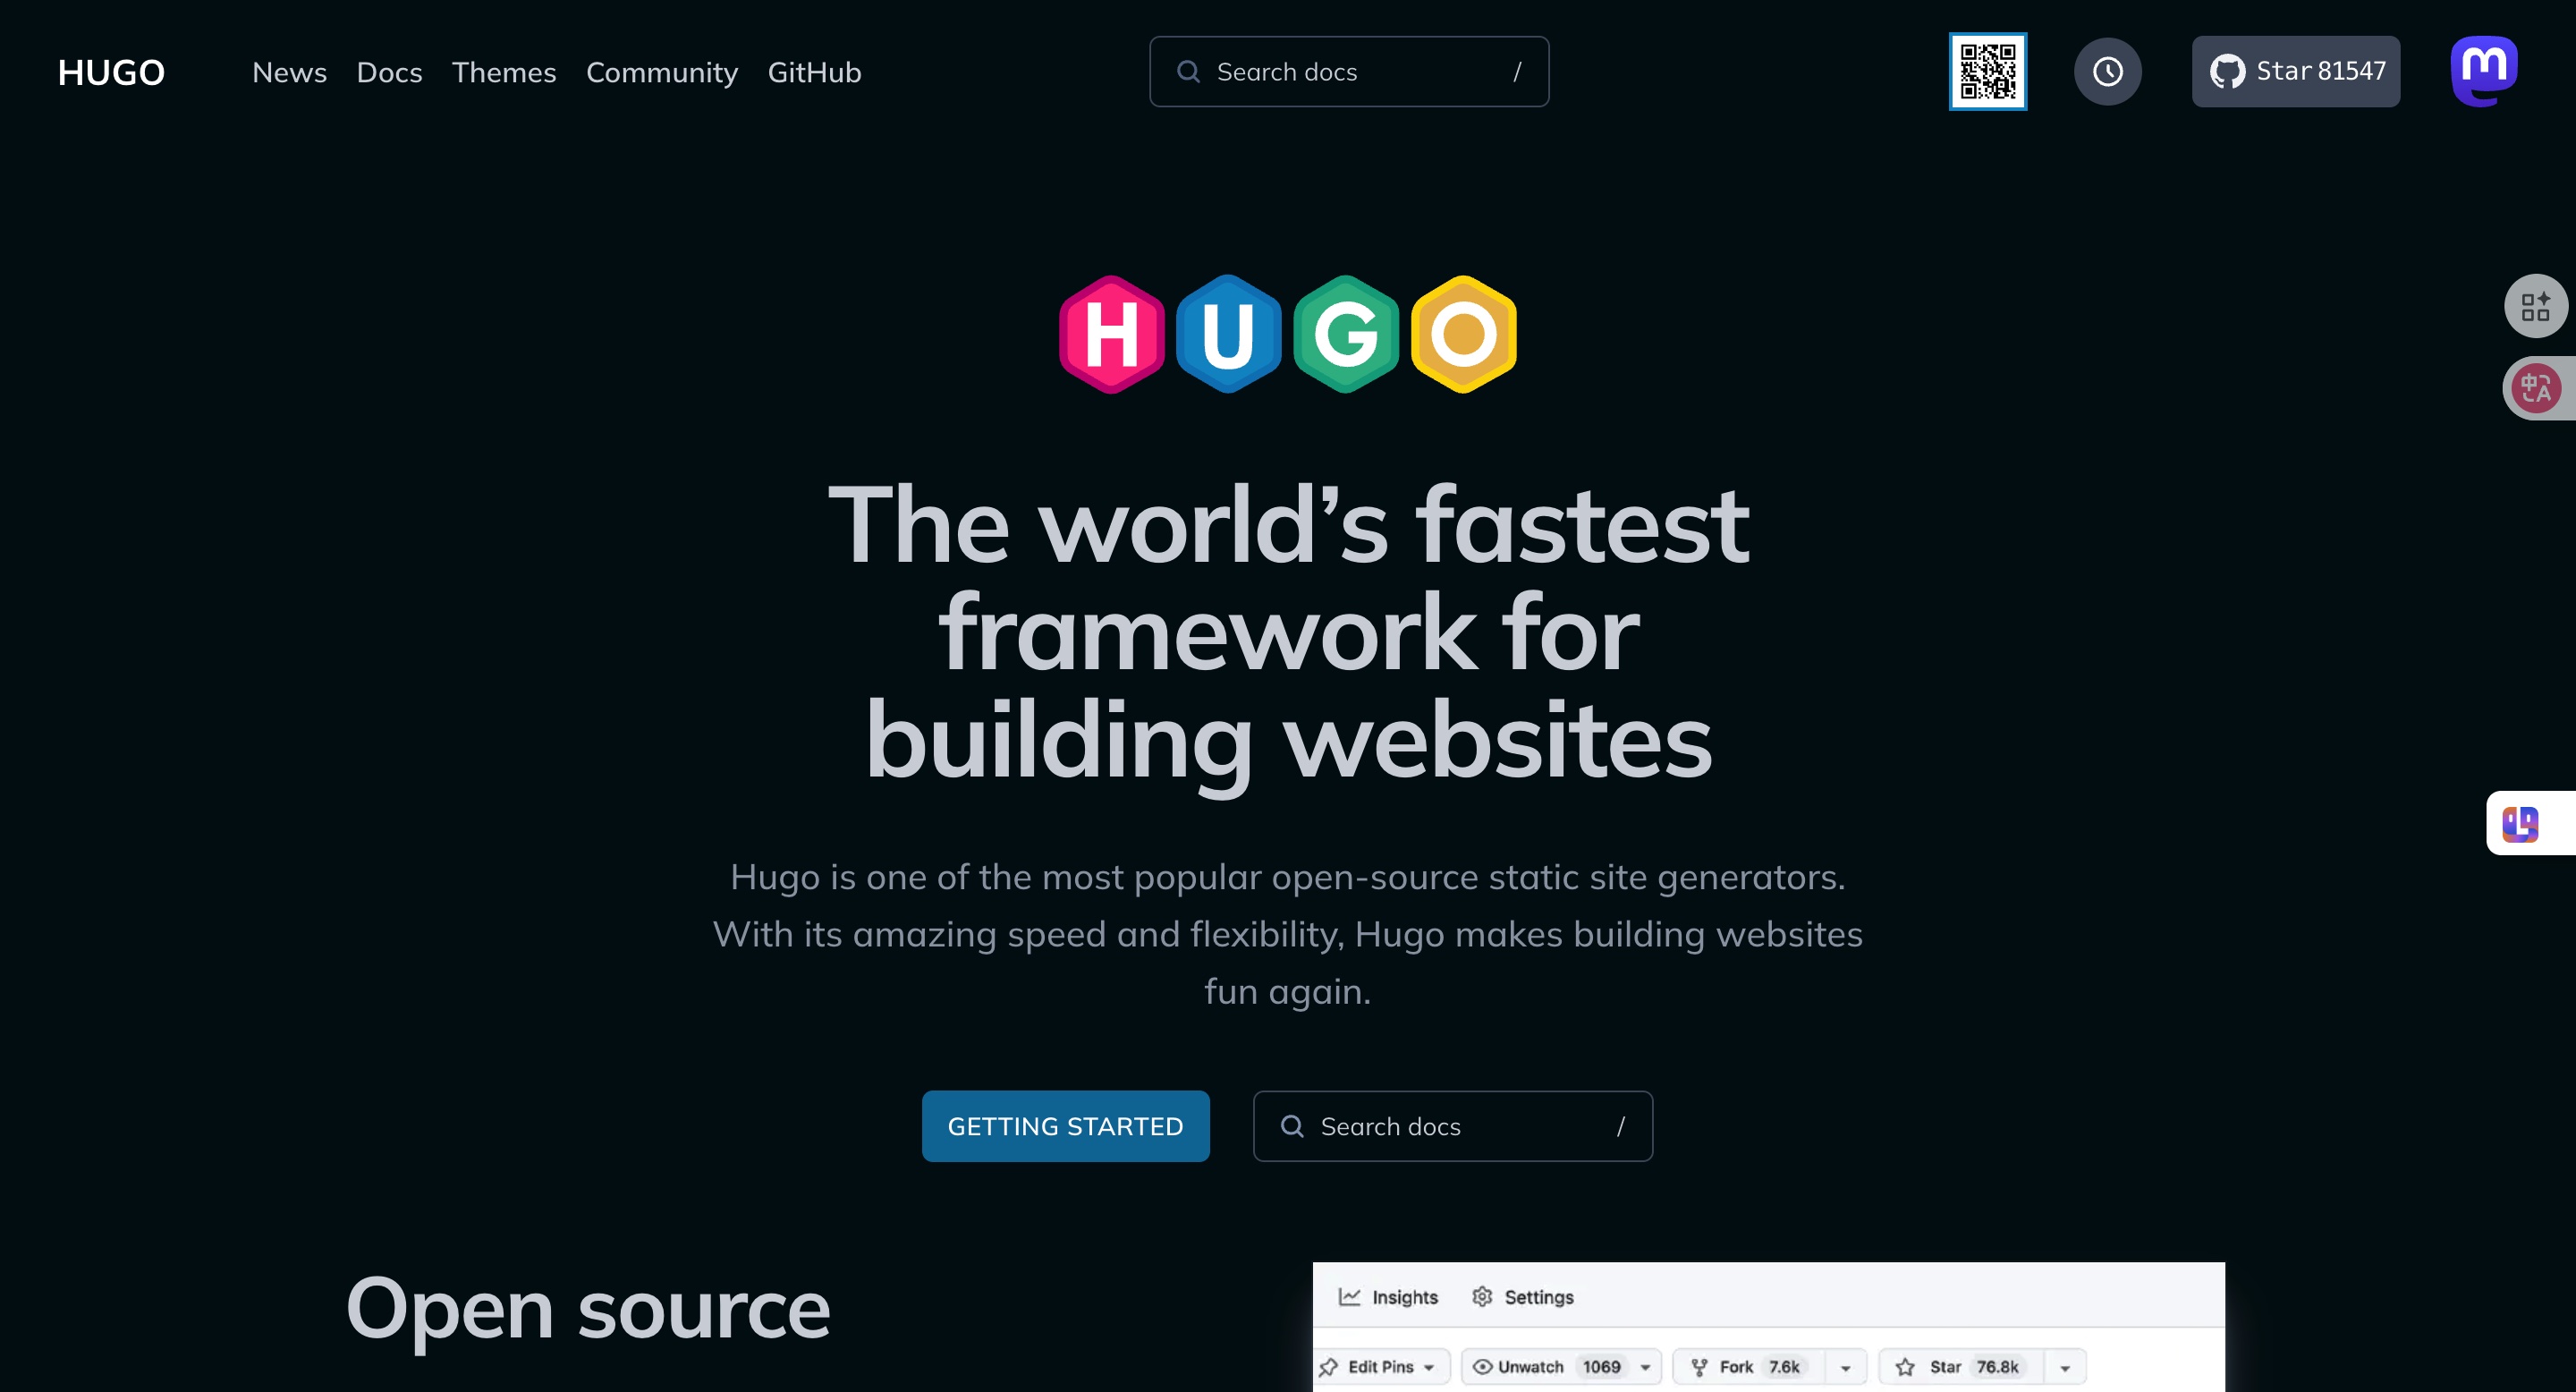 HUGO
News Docs Themes Community GitHub
Search docs /
Star 81547
HUGO
中A
The world’s fastest
framework for
building websites
Hugo is one of the most popular open-source static site generators.
With its amazing speed and flexibility, Hugo makes building websites
fun again.
GETTING STARTED
Search docs /
Open source
Insights Settings
Edit Pins Unwatch 1069 Fork 7.6k Star 76.8k